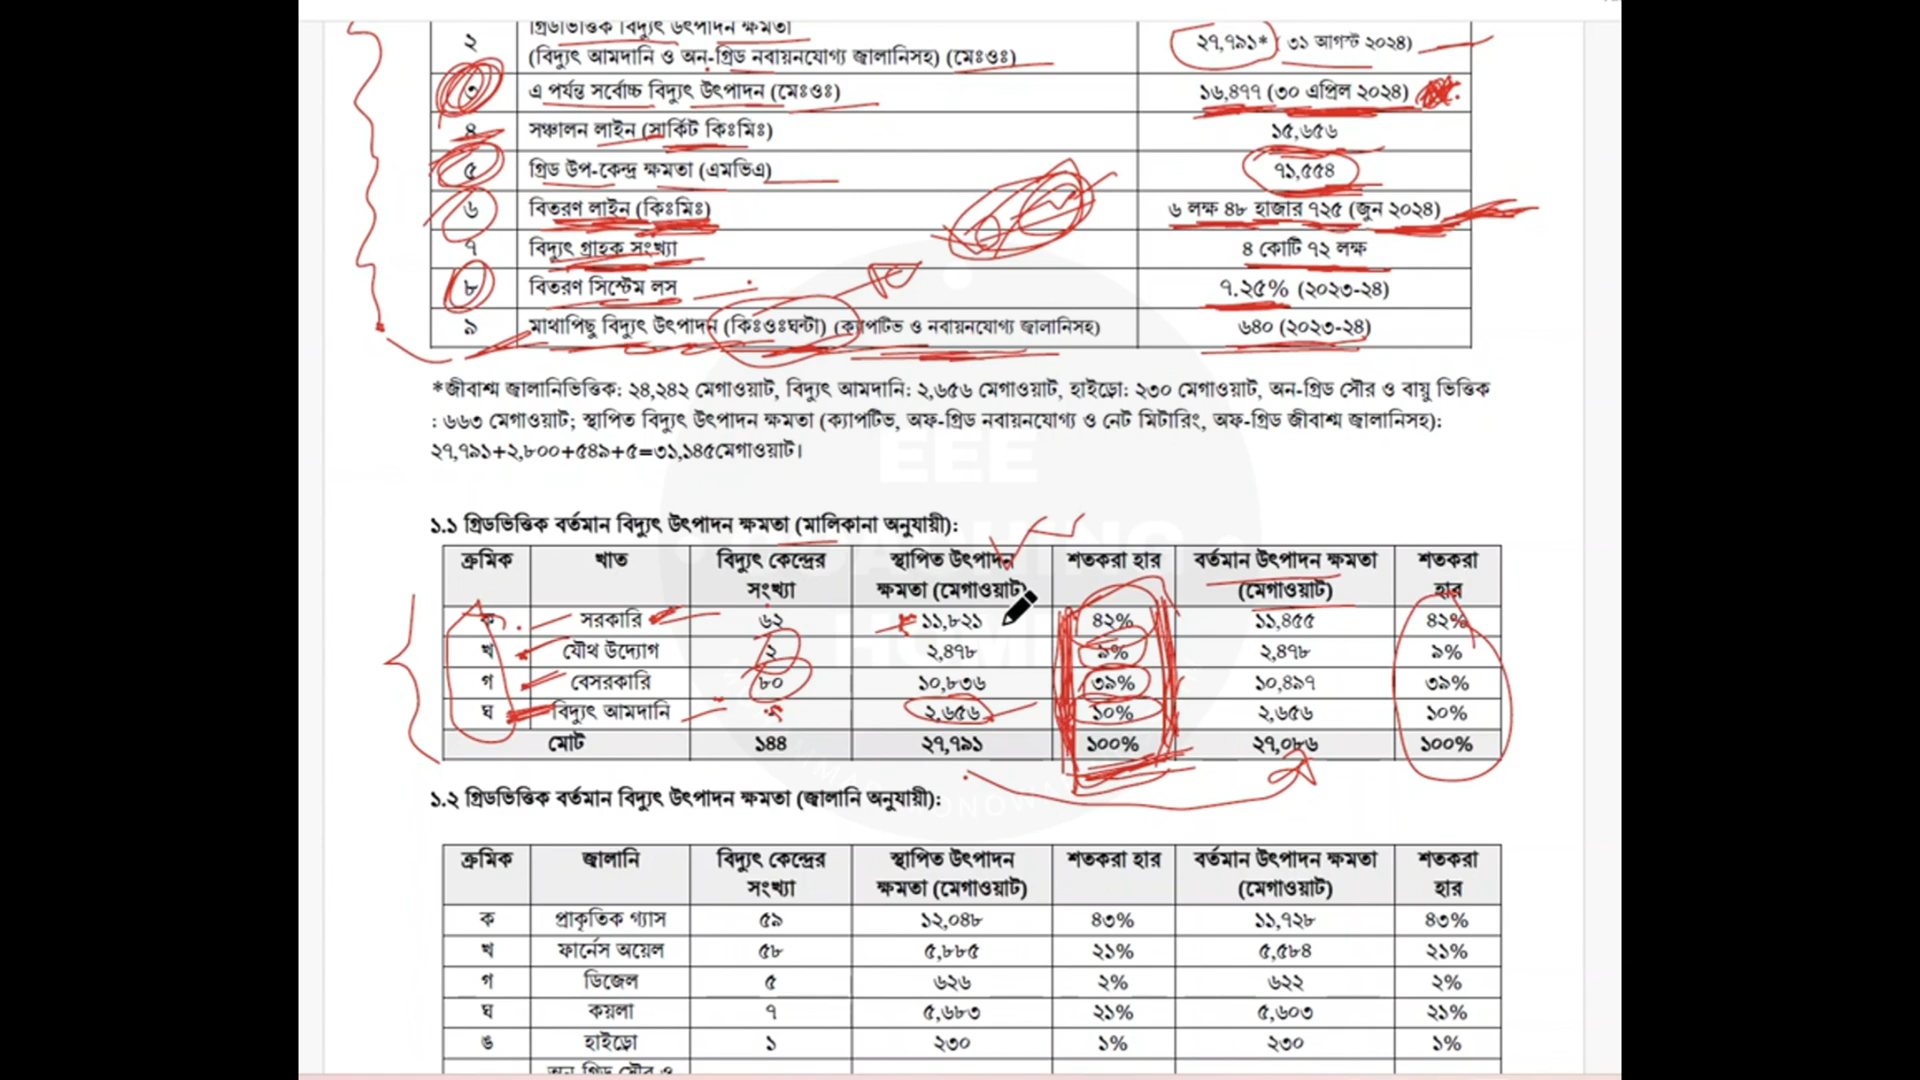 ২ গ্রিডভিত্তিক বিদ্যুৎ উৎপাদন ক্ষমতা
(বিদ্যুৎ আমদানি ও অন-গ্রিড নবায়নযোগ্য জ্বালানিসহ) (মেঃওঃ) ২৭,৭৯১* (৩১ আগস্ট ২০২৪)
৩ এ পর্যন্ত সর্বোচ্চ বিদ্যুৎ উৎপাদন (মেঃওঃ) ১৬,৪৭৭ (৩০ এপ্রিল ২০২৪)
৪ সঞ্চালন লাইন (সার্কিট কিঃমিঃ) ১৫,৬৫৬
৫ গ্রিড উপ-কেন্দ্র ক্ষমতা (এমভিএ) ৭১,৫৫৪
৬ বিতরণ লাইন (কিঃমিঃ) ৬ লক্ষ ৪৮ হাজার ৭২৫ (জুন ২০২৪)
৭ বিদ্যুৎ গ্রাহক সংখ্যা ৪ কোটি ৭২ লক্ষ
৮ বিতরণ সিস্টেম লস ৭.২৫% (২০২৩-২৪)
৯ মাথাপিছু বিদ্যুৎ উৎপাদন (কিঃওঃঘন্টা) (ক্যাপটিভ ও নবায়নযোগ্য জ্বালানিসহ) ৬৪০ (২০২৩-২৪)
*জীবাশ্ম জ্বালানিভিত্তিক: ২৪,২৪২ মেগাওয়াট, বিদ্যুৎ আমদানি: ২,৬৫৬ মেগাওয়াট, হাইড্রো: ২৩০ মেগাওয়াট, অন-গ্রিড সৌর ও বায়ু ভিত্তিক
: ৬৬৩ মেগাওয়াট; স্থাপিত বিদ্যুৎ উৎপাদন ক্ষমতা (ক্যাপটিভ, অফ-গ্রিড নবায়নযোগ্য ও নেট মিটারিং, অফ-গ্রিড জীবাশ্ম জ্বালানিসহ):
২৭,৭৯১+২,৮০০+৫৪৯+৫=৩১,১৪৫মেগাওয়াট।
EEE
HOME
১.১ গ্রিডভিত্তিক বর্তমান বিদ্যুৎ উৎপাদন ক্ষমতা (মালিকানা অনুযায়ী):
ক্রমিক খাত বিদ্যুৎ কেন্দ্রের সংখ্যা স্থাপিত উৎপাদন ক্ষমতা (মেগাওয়াট) শতকরা হার বর্তমান উৎপাদন ক্ষমতা (মেগাওয়াট) শতকরা হার
ক সরকারি ৬২ ১১,৮২১ ৪২% ১১,৪৫৫ ৪২%
খ যৌথ উদ্যোগ ২ ২,৪৭৮ ৯% ২,৪৭৮ ৯%
গ বেসরকারি ৮০ ১০,৮৩৬ ৩৯% ১০,৪৯৭ ৩৯%
ঘ বিদ্যুৎ আমদানি ২,৬৫৬ ১০% ২,৬৫৬ ১০%
মোট ১৪৪ ২৭,৭৯১ ১০০% ২৭,০৮৬ ১০০%
১.২ গ্রিডভিত্তিক বর্তমান বিদ্যুৎ উৎপাদন ক্ষমতা (জ্বালানি অনুযায়ী):
ক্রমিক জ্বালানি বিদ্যুৎ কেন্দ্রের সংখ্যা স্থাপিত উৎপাদন ক্ষমতা (মেগাওয়াট) শতকরা হার বর্তমান উৎপাদন ক্ষমতা (মেগাওয়াট) শতকরা হার
ক প্রাকৃতিক গ্যাস ৫৯ ১২,০৪৮ ৪৩% ১১,৭২৮ ৪৩%
খ ফার্নেস অয়েল ৫৮ ৫,৮৮৫ ২১% ৫,৫৮৪ ২১%
গ ডিজেল ৫ ৬২৬ ২% ৬২২ ২%
ঘ কয়লা ৭ ৫,৬৮৩ ২১% ৫,৬০৩ ২১%
ঙ হাইড্রো ১ ২৩০ ১% ২৩০ ১%
অন গ্রিড সৌর ও